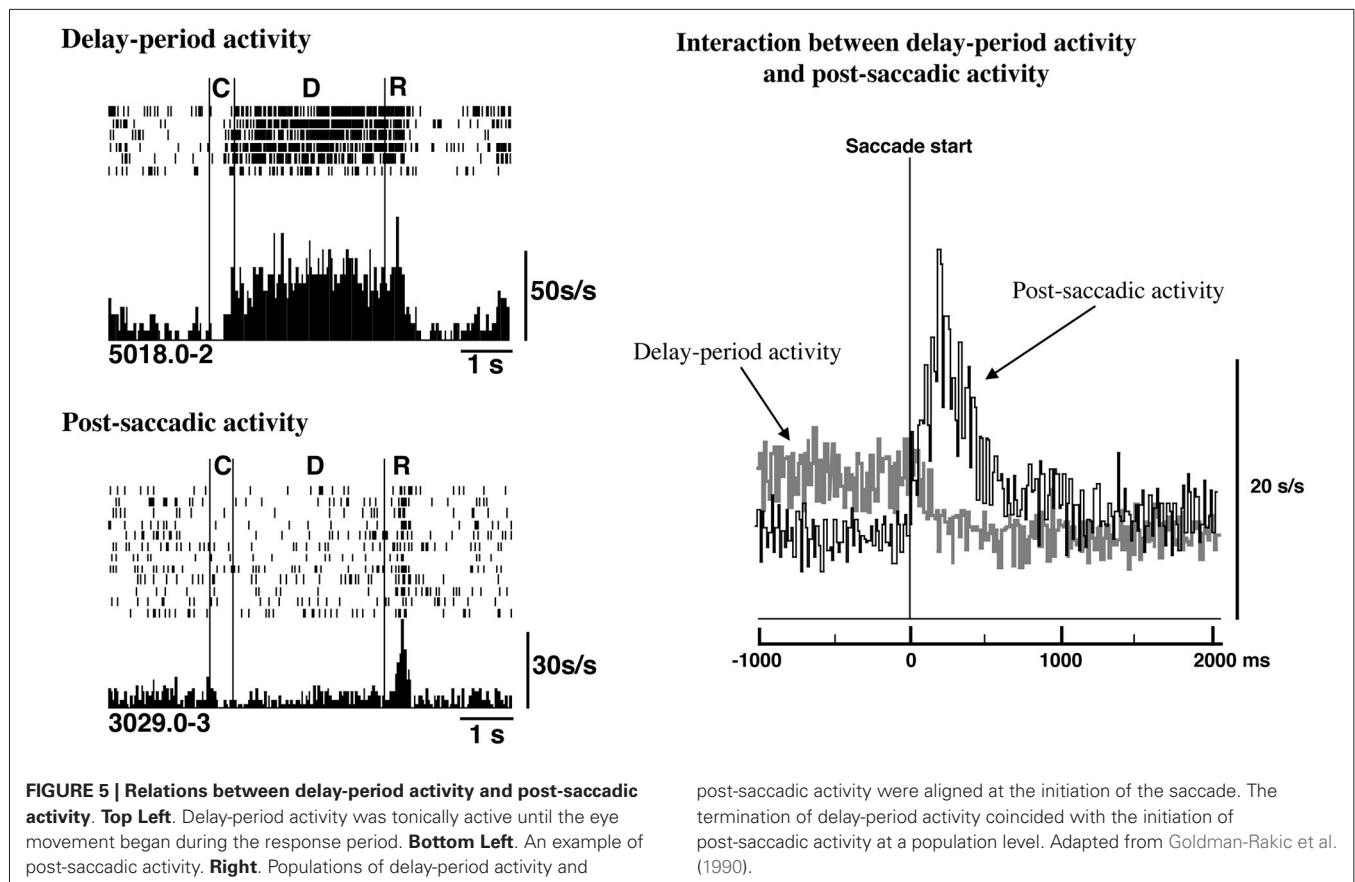 Delay-period activity
C D R
50s/s
5018.0-2
1 s
Post-saccadic activity
C D R
30s/s
3029.0-3
1 s
Interaction between delay-period activity
and post-saccadic activity
Saccade start
Post-saccadic activity
Delay-period activity
20 s/s
-1000 0 1000 2000 ms
FIGURE 5 | Relations between delay-period activity and post-saccadic
activity. Top Left. Delay-period activity was tonically active until the eye
movement began during the response period. Bottom Left. An example of
post-saccadic activity. Right. Populations of delay-period activity and
post-saccadic activity were aligned at the initiation of the saccade. The
termination of delay-period activity coincided with the initiation of
post-saccadic activity at a population level. Adapted from Goldman-Rakic et al.
(1990).